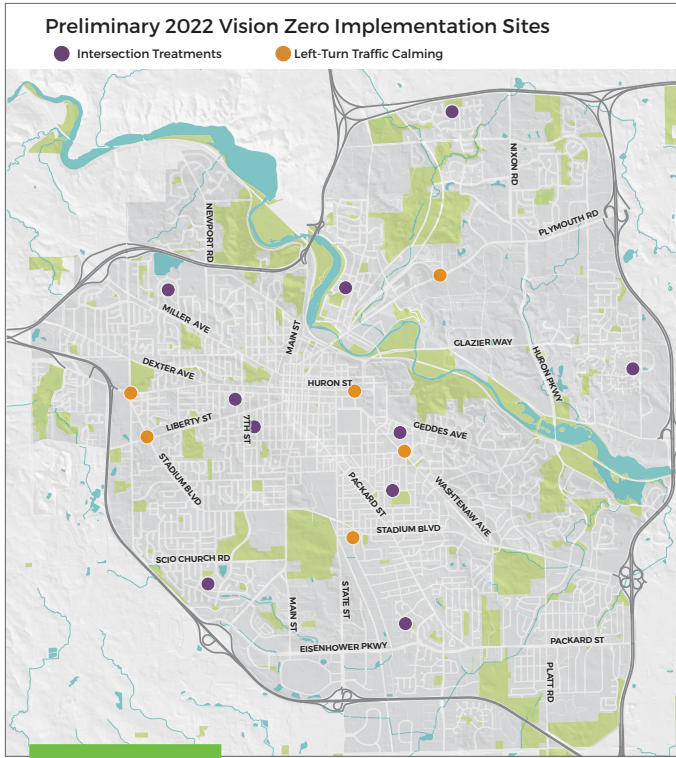 Preliminary 2022 Vision Zero Implementation Sites
Intersection Treatments
Left-Turn Traffic Calming
NIXON RD
PLYMOUTH RD
NEWPORT RD
MILLER AVE
MAIN ST
GLAZIER WAY
HURON PKWY
DEXTER AVE
HURON ST
LIBERTY ST
7TH ST
GEDDES AVE
STADIUM BLVD
PACKARD ST
WASHTENAW AVE
STADIUM BLVD
SCIO CHURCH RD
MAIN ST
STATE ST
EISENHOWER PKWY
PACKARD ST
PLATT RD